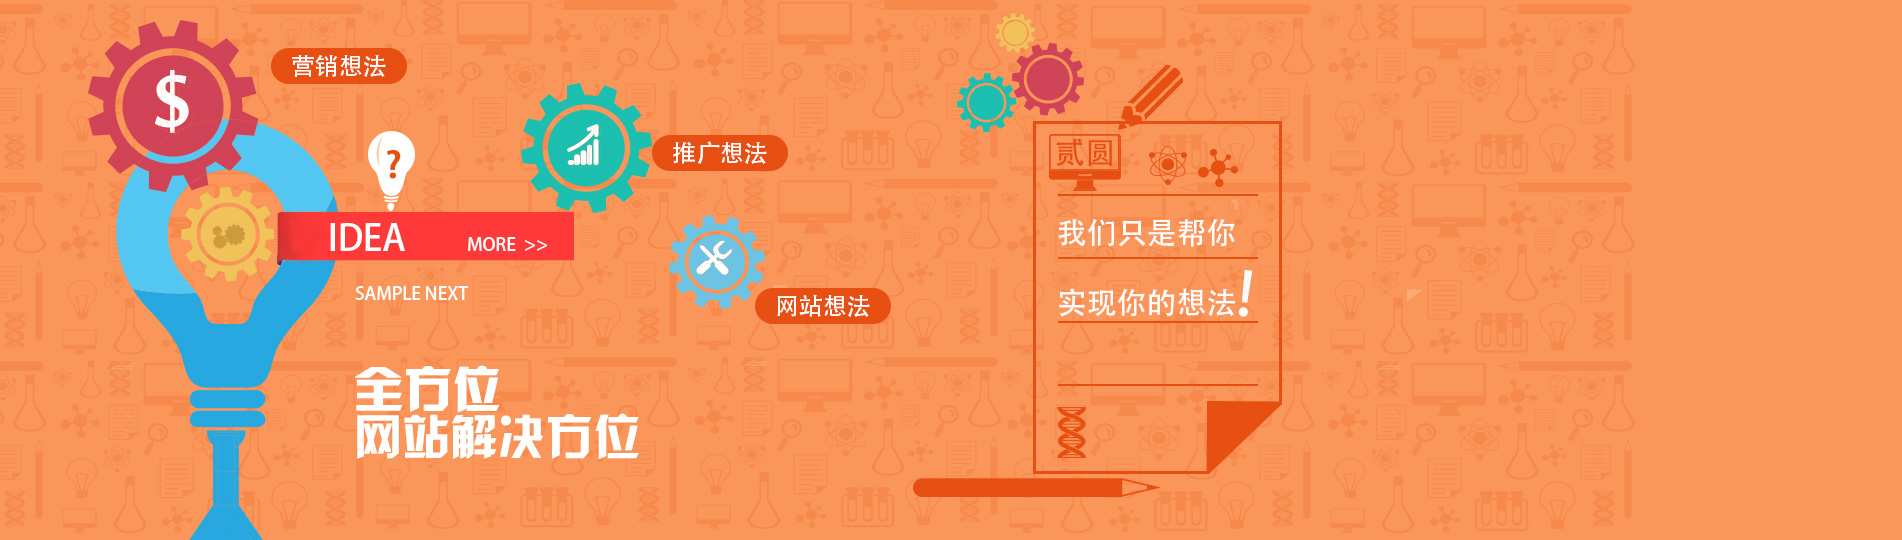 $
营销想法
?
推广想法
IDEA
MORE >>
SAMPLE NEXT
网站想法
全方位
网站解决方位
贰圆
我们只是帮你
实现你的想法!